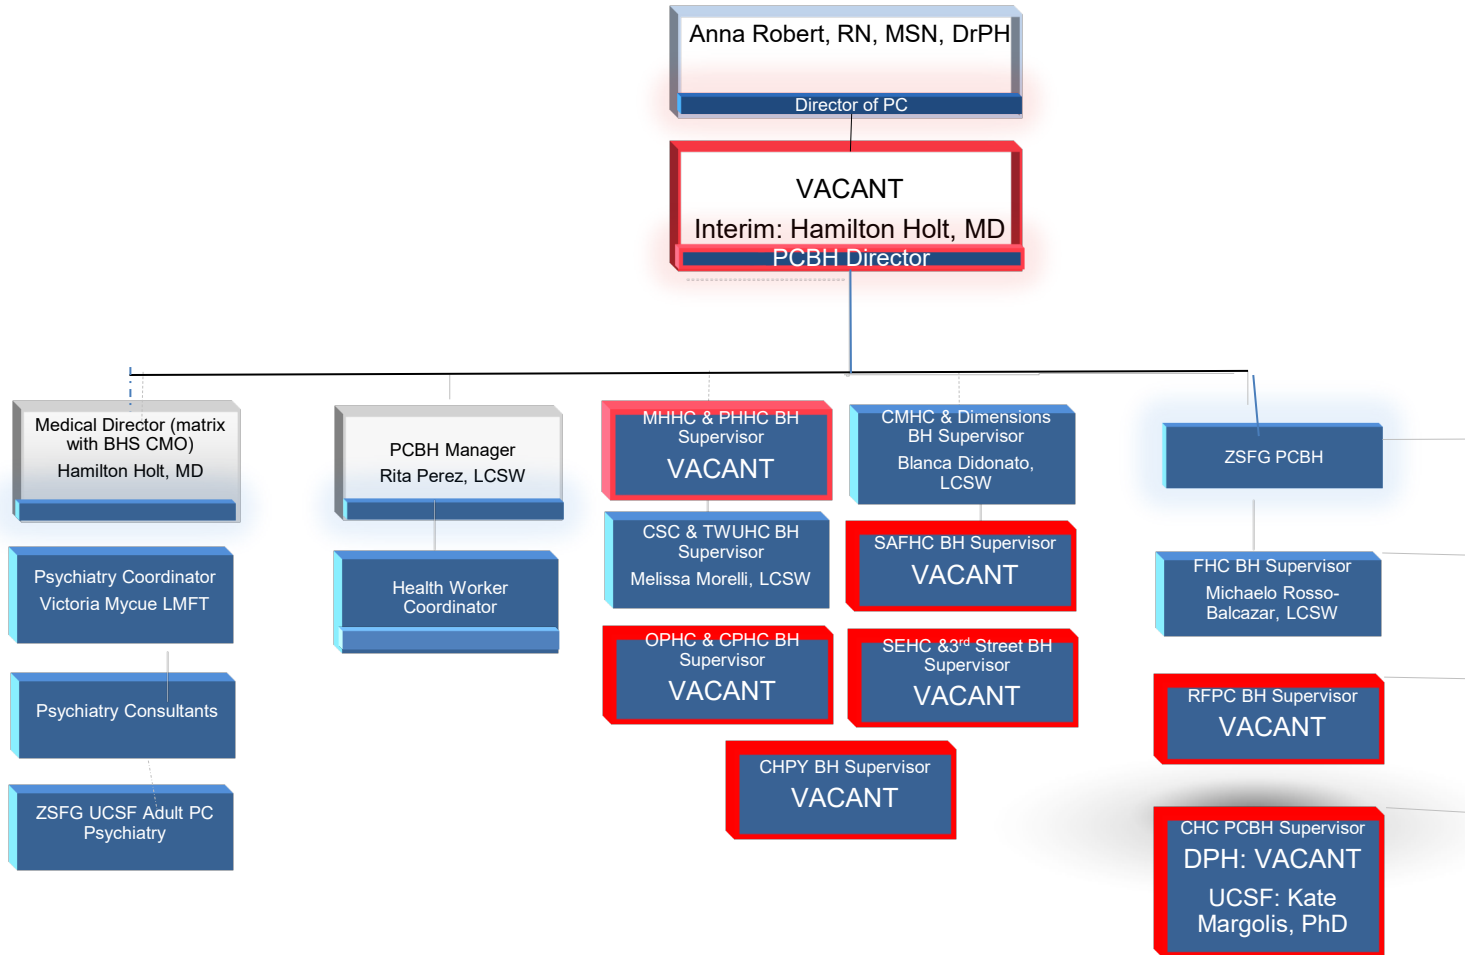 Anna Robert, RN, MSN, DrPH
Director of PC
VACANT
Interim: Hamilton Holt, MD
PCBH Director
Medical Director (matrix
with BHS CMO)
Hamilton Holt, MD
Psychiatry Coordinator
Victoria Mycue LMFT
Psychiatry Consultants
ZSFG UCSF Adult PC
Psychiatry
PCBH Manager
Rita Perez, LCSW
Health Worker
Coordinator
MHHC & PHHC BH
Supervisor
VACANT
CSC & TWUHC BH
Supervisor
Melissa Morelli, LCSW
OPHC & CPHC BH
Supervisor
VACANT
CMHC & Dimensions
BH Supervisor
Blanca Didonato,
LCSW
SAFHC BH Supervisor
VACANT
SEHC &3rd Street BH
Supervisor
VACANT
CHPY BH Supervisor
VACANT
ZSFG PCBH
FHC BH Supervisor
Michaelo Rosso-
Balcazar, LCSW
RFPC BH Supervisor
VACANT
CHC PCBH Supervisor
DPH: VACANT
UCSF: Kate
Margolis, PhD